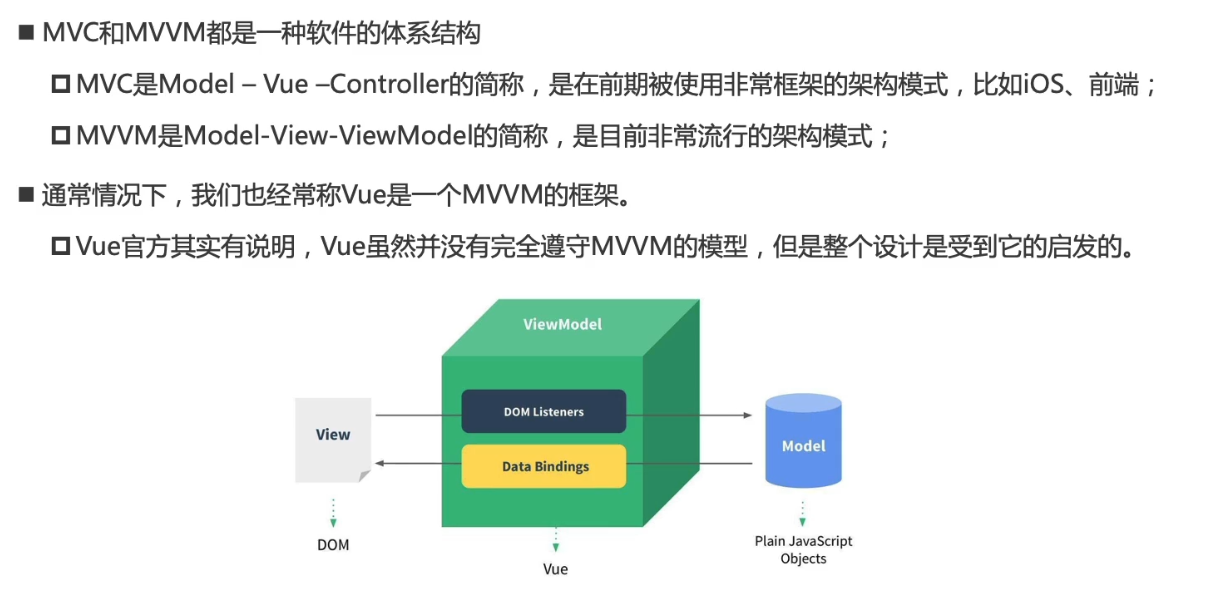 ■ MVC和MVVM都是一种软件的体系结构
□ MVC是Model – Vue –Controller的简称，是在前期被使用非常框架的架构模式，比如iOS、前端；
□ MVVM是Model-View-ViewModel的简称，是目前非常流行的架构模式；
■ 通常情况下，我们也经常称Vue是一个MVVM的框架。
□ Vue官方其实有说明，Vue虽然并没有完全遵守MVVM的模型，但是整个设计是受到它的启发的。
ViewModel
DOM Listeners
View
Model
Data Bindings
DOM
Plain JavaScript
Objects
Vue